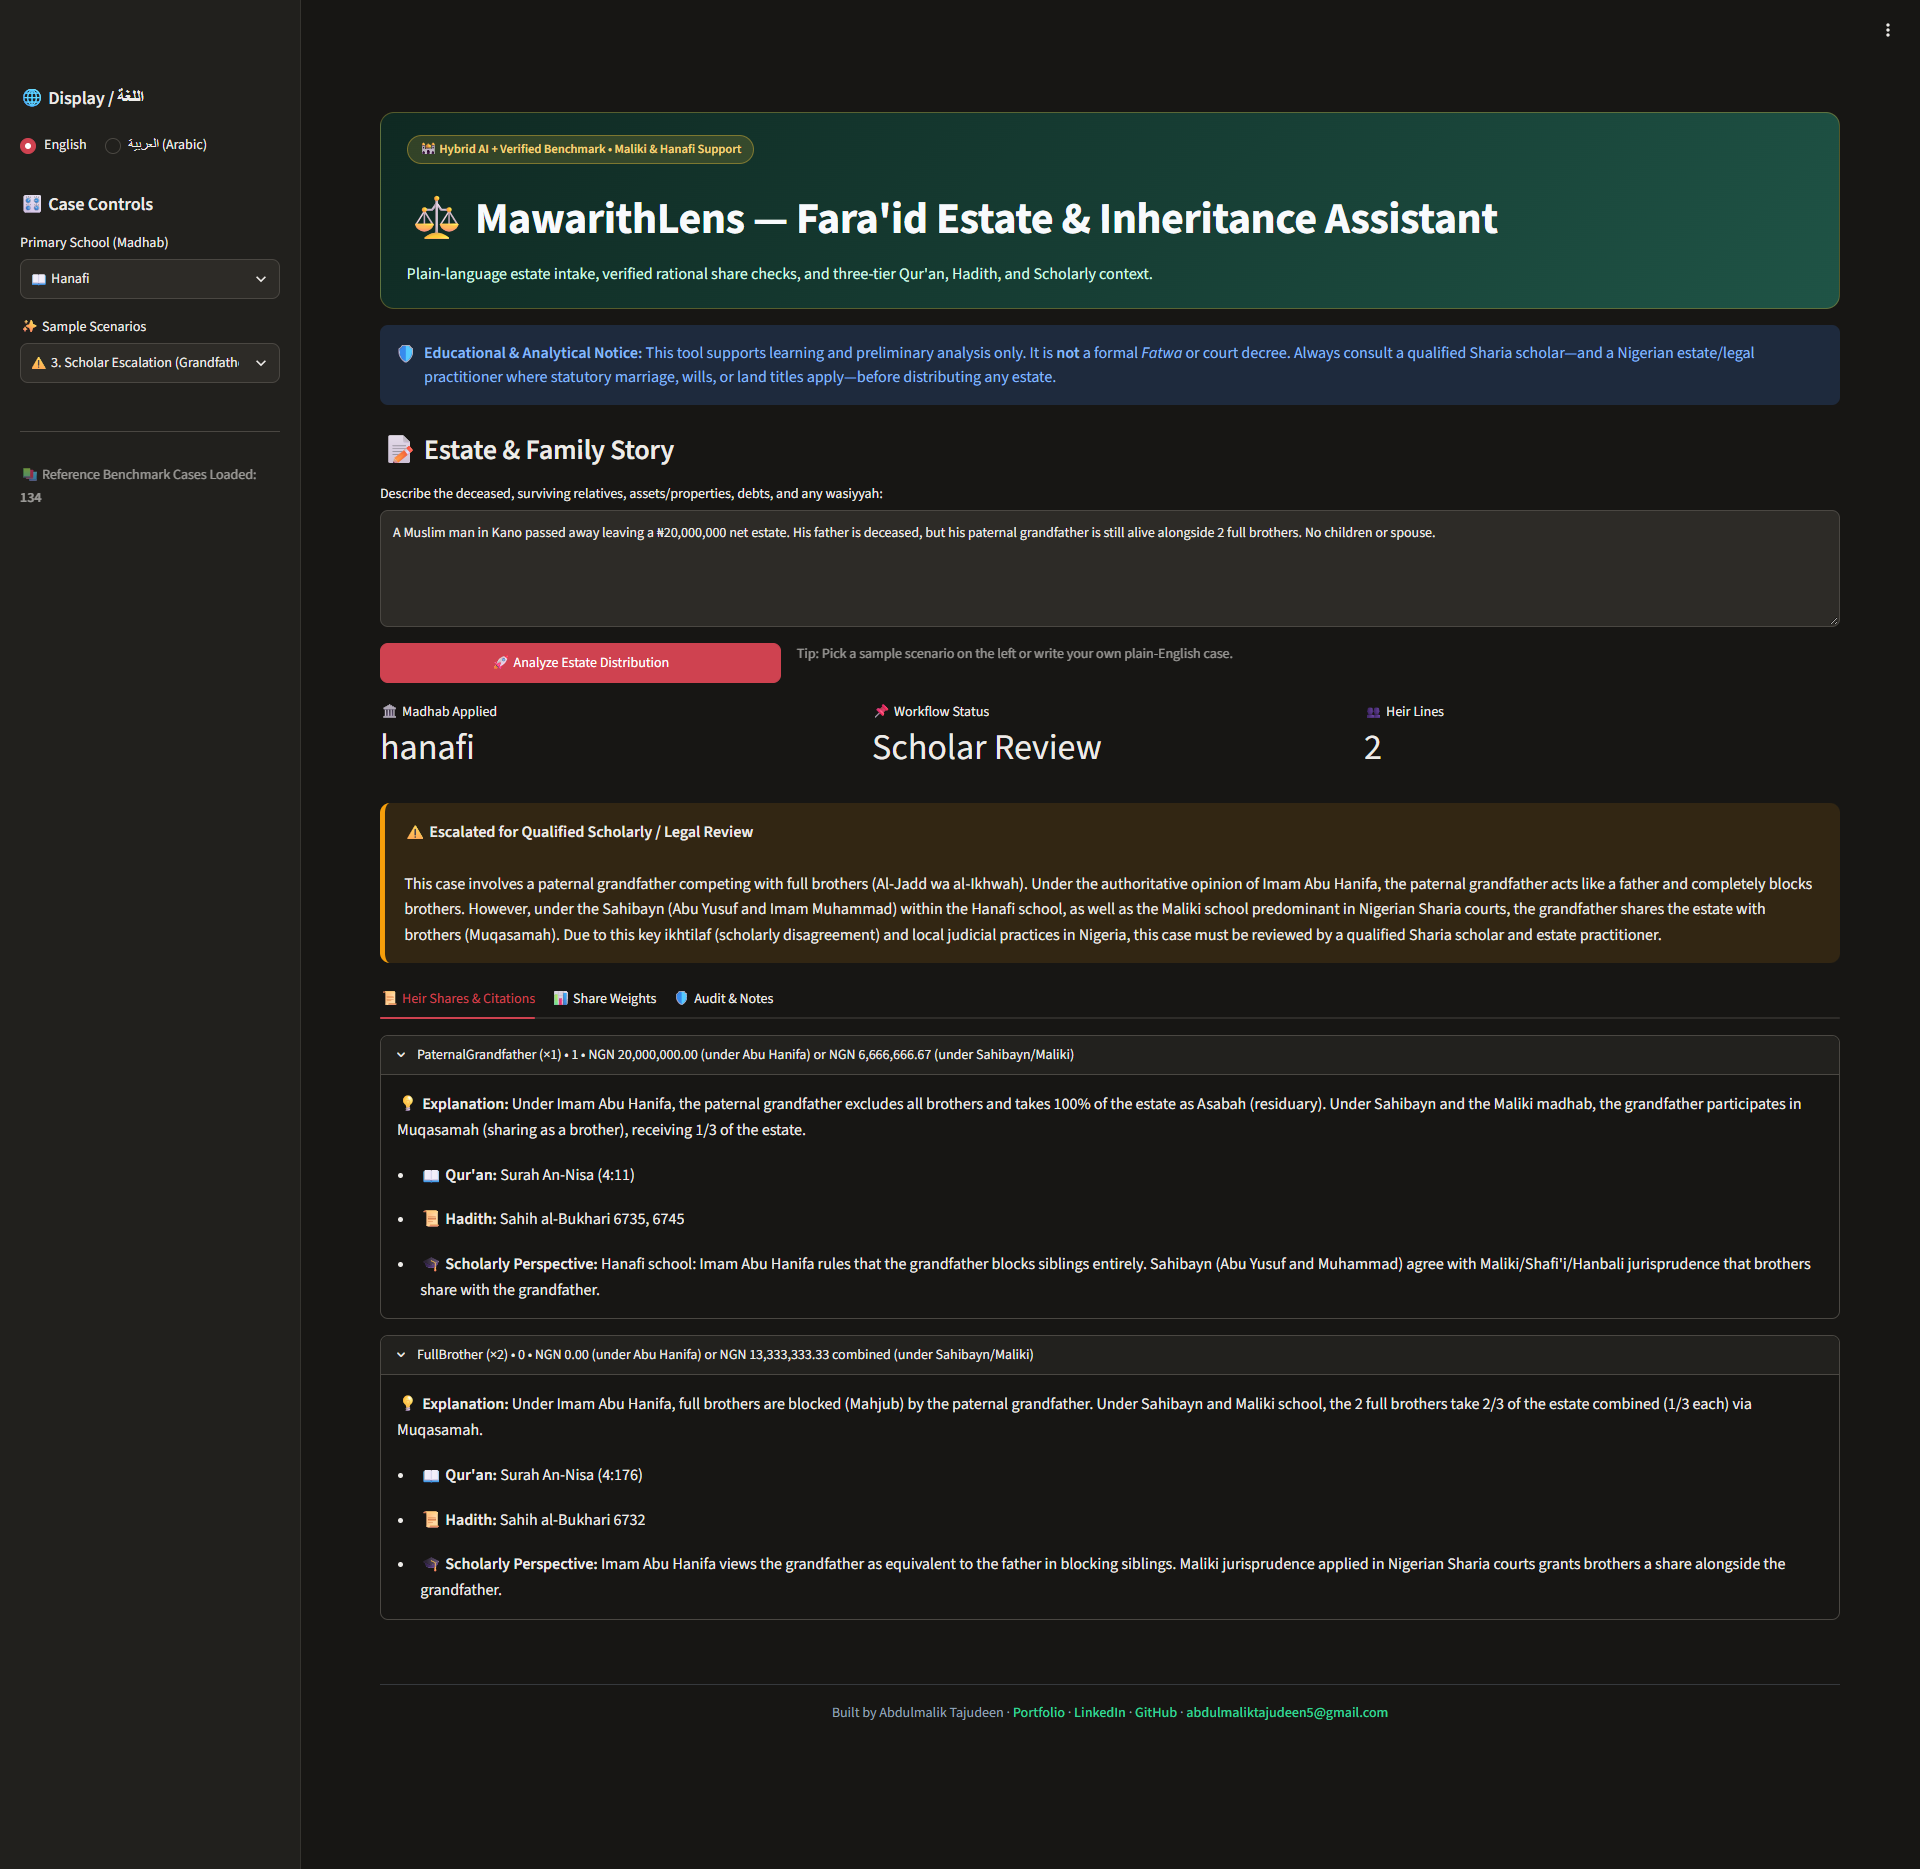 Display / اللغة
English
العربية (Arabic)
Case Controls
Primary School (Madhab)
Hanafi
Sample Scenarios
3. Scholar Escalation (Grandfath
Reference Benchmark Cases Loaded:
134
Hybrid AI + Verified Benchmark • Maliki & Hanafi Support
MawarithLens — Fara'id Estate & Inheritance Assistant
Plain-language estate intake, verified rational share checks, and three-tier Qur'an, Hadith, and Scholarly context.
Educational & Analytical Notice: This tool supports learning and preliminary analysis only. It is not a formal Fatwa or court decree. Always consult a qualified Sharia scholar—and a Nigerian estate/legal
practitioner where statutory marriage, wills, or land titles apply—before distributing any estate.
Estate & Family Story
Describe the deceased, surviving relatives, assets/properties, debts, and any wasiyyah:
A Muslim man in Kano passed away leaving a ₦20,000,000 net estate. His father is deceased, but his paternal grandfather is still alive alongside 2 full brothers. No children or spouse.
Analyze Estate Distribution
Tip: Pick a sample scenario on the left or write your own plain-English case.
Madhab Applied
hanafi
Workflow Status
Scholar Review
Heir Lines
2
Escalated for Qualified Scholarly / Legal Review
This case involves a paternal grandfather competing with full brothers (Al-Jadd wa al-Ikhwah). Under the authoritative opinion of Imam Abu Hanifa, the paternal grandfather acts like a father and completely blocks
brothers. However, under the Sahibayn (Abu Yusuf and Imam Muhammad) within the Hanafi school, as well as the Maliki school predominant in Nigerian Sharia courts, the grandfather shares the estate with
brothers (Muqasamah). Due to this key ikhtilaf (scholarly disagreement) and local judicial practices in Nigeria, this case must be reviewed by a qualified Sharia scholar and estate practitioner.
Heir Shares & Citations
Share Weights
Audit & Notes
PaternalGrandfather (×1) • 1 • NGN 20,000,000.00 (under Abu Hanifa) or NGN 6,666,666.67 (under Sahibayn/Maliki)
Explanation: Under Imam Abu Hanifa, the paternal grandfather excludes all brothers and takes 100% of the estate as Asabah (residuary). Under Sahibayn and the Maliki madhab, the grandfather participates in
Muqasamah (sharing as a brother), receiving 1/3 of the estate.
• Qur'an: Surah An-Nisa (4:11)
• Hadith: Sahih al-Bukhari 6735, 6745
• Scholarly Perspective: Hanafi school: Imam Abu Hanifa rules that the grandfather blocks siblings entirely. Sahibayn (Abu Yusuf and Muhammad) agree with Maliki/Shafi'i/Hanbali jurisprudence that brothers
share with the grandfather.
FullBrother (×2) • 0 • NGN 0.00 (under Abu Hanifa) or NGN 13,333,333.33 combined (under Sahibayn/Maliki)
Explanation: Under Imam Abu Hanifa, full brothers are blocked (Mahjub) by the paternal grandfather. Under Sahibayn and Maliki school, the 2 full brothers take 2/3 of the estate combined (1/3 each) via
Muqasamah.
• Qur'an: Surah An-Nisa (4:176)
• Hadith: Sahih al-Bukhari 6732
• Scholarly Perspective: Imam Abu Hanifa views the grandfather as equivalent to the father in blocking siblings. Maliki jurisprudence applied in Nigerian Sharia courts grants brothers a share alongside the
grandfather.
Built by Abdulmalik Tajudeen · Portfolio · LinkedIn · GitHub · abdulmaliktajudeen5@gmail.com